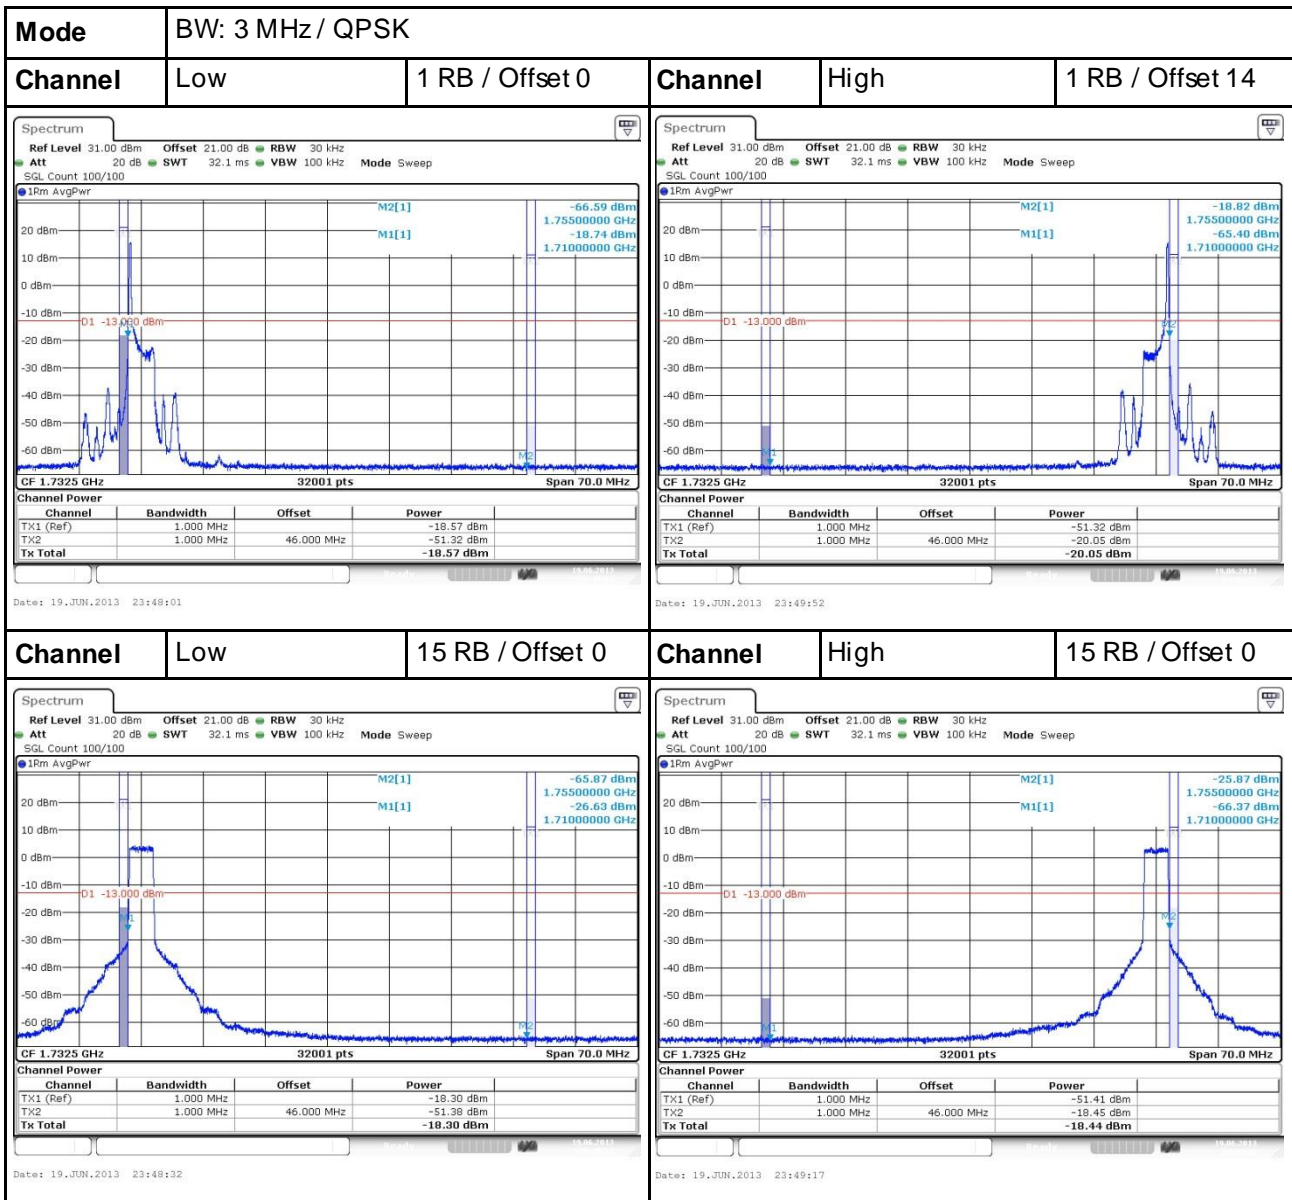 Mode BW: 3 MHz / QPSK
Channel Low 1 RB / Offset 0 Channel High 1 RB / Offset 14
Spectrum
Ref Level 31.00 dBm Offset 21.00 dB RBW 30 kHz
Att 20 dB SWT 32.1 ms VBW 100 kHz Mode Sweep
SGL Count 100/100
1Rm AvgPwr
M2[1] -66.59 dBm
1.75500000 GHz
M1[1] -18.74 dBm
1.71000000 GHz
20 dBm
10 dBm
0 dBm
-10 dBm
D1 -13.000 dBm
-20 dBm
-30 dBm
-40 dBm
-50 dBm
-60 dBm
M2
CF 1.7325 GHz 32001 pts Span 70.0 MHz
Channel Power
Channel Bandwidth Offset Power
TX1 (Ref) 1.000 MHz -18.57 dBm
TX2 1.000 MHz 46.000 MHz -51.32 dBm
Tx Total -18.57 dBm
Date: 19.JUN.2013 23:48:01
Spectrum
Ref Level 31.00 dBm Offset 21.00 dB RBW 30 kHz
Att 20 dB SWT 32.1 ms VBW 100 kHz Mode Sweep
SGL Count 100/100
1Rm AvgPwr
M2[1] -18.82 dBm
1.75500000 GHz
M1[1] -65.40 dBm
1.71000000 GHz
20 dBm
10 dBm
0 dBm
-10 dBm
D1 -13.000 dBm
M2
-20 dBm
-30 dBm
-40 dBm
-50 dBm
-60 dBm
M1
CF 1.7325 GHz 32001 pts Span 70.0 MHz
Channel Power
Channel Bandwidth Offset Power
TX1 (Ref) 1.000 MHz -51.32 dBm
TX2 1.000 MHz 46.000 MHz -20.05 dBm
Tx Total -20.05 dBm
Date: 19.JUN.2013 23:49:52
Channel Low 15 RB / Offset 0 Channel High 15 RB / Offset 0
Spectrum
Ref Level 31.00 dBm Offset 21.00 dB RBW 30 kHz
Att 20 dB SWT 32.1 ms VBW 100 kHz Mode Sweep
SGL Count 100/100
1Rm AvgPwr
M2[1] -65.87 dBm
1.75500000 GHz
M1[1] -26.63 dBm
1.71000000 GHz
20 dBm
10 dBm
0 dBm
-10 dBm
D1 -13.000 dBm
-20 dBm
M1
-30 dBm
-40 dBm
-50 dBm
-60 dBm
M2
CF 1.7325 GHz 32001 pts Span 70.0 MHz
Channel Power
Channel Bandwidth Offset Power
TX1 (Ref) 1.000 MHz -18.30 dBm
TX2 1.000 MHz 46.000 MHz -51.38 dBm
Tx Total -18.30 dBm
Date: 19.JUN.2013 23:48:32
Spectrum
Ref Level 31.00 dBm Offset 21.00 dB RBW 30 kHz
Att 20 dB SWT 32.1 ms VBW 100 kHz Mode Sweep
SGL Count 100/100
1Rm AvgPwr
M2[1] -25.87 dBm
1.75500000 GHz
M1[1] -66.37 dBm
1.71000000 GHz
20 dBm
10 dBm
0 dBm
-10 dBm
D1 -13.000 dBm
-20 dBm
M2
-30 dBm
-40 dBm
-50 dBm
-60 dBm
M1
CF 1.7325 GHz 32001 pts Span 70.0 MHz
Channel Power
Channel Bandwidth Offset Power
TX1 (Ref) 1.000 MHz -51.41 dBm
TX2 1.000 MHz 46.000 MHz -18.45 dBm
Tx Total -18.44 dBm
Date: 19.JUN.2013 23:49:17